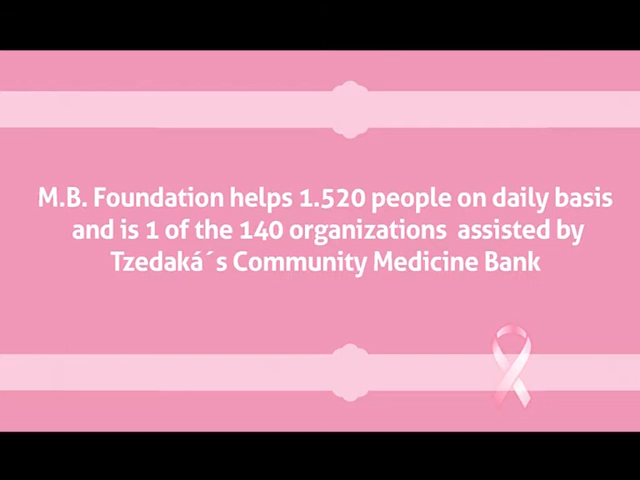 M.B. Foundation helps 1.520 people on daily basis
and is 1 of the 140 organizations  assisted by
Tzedaká´s Community Medicine Bank